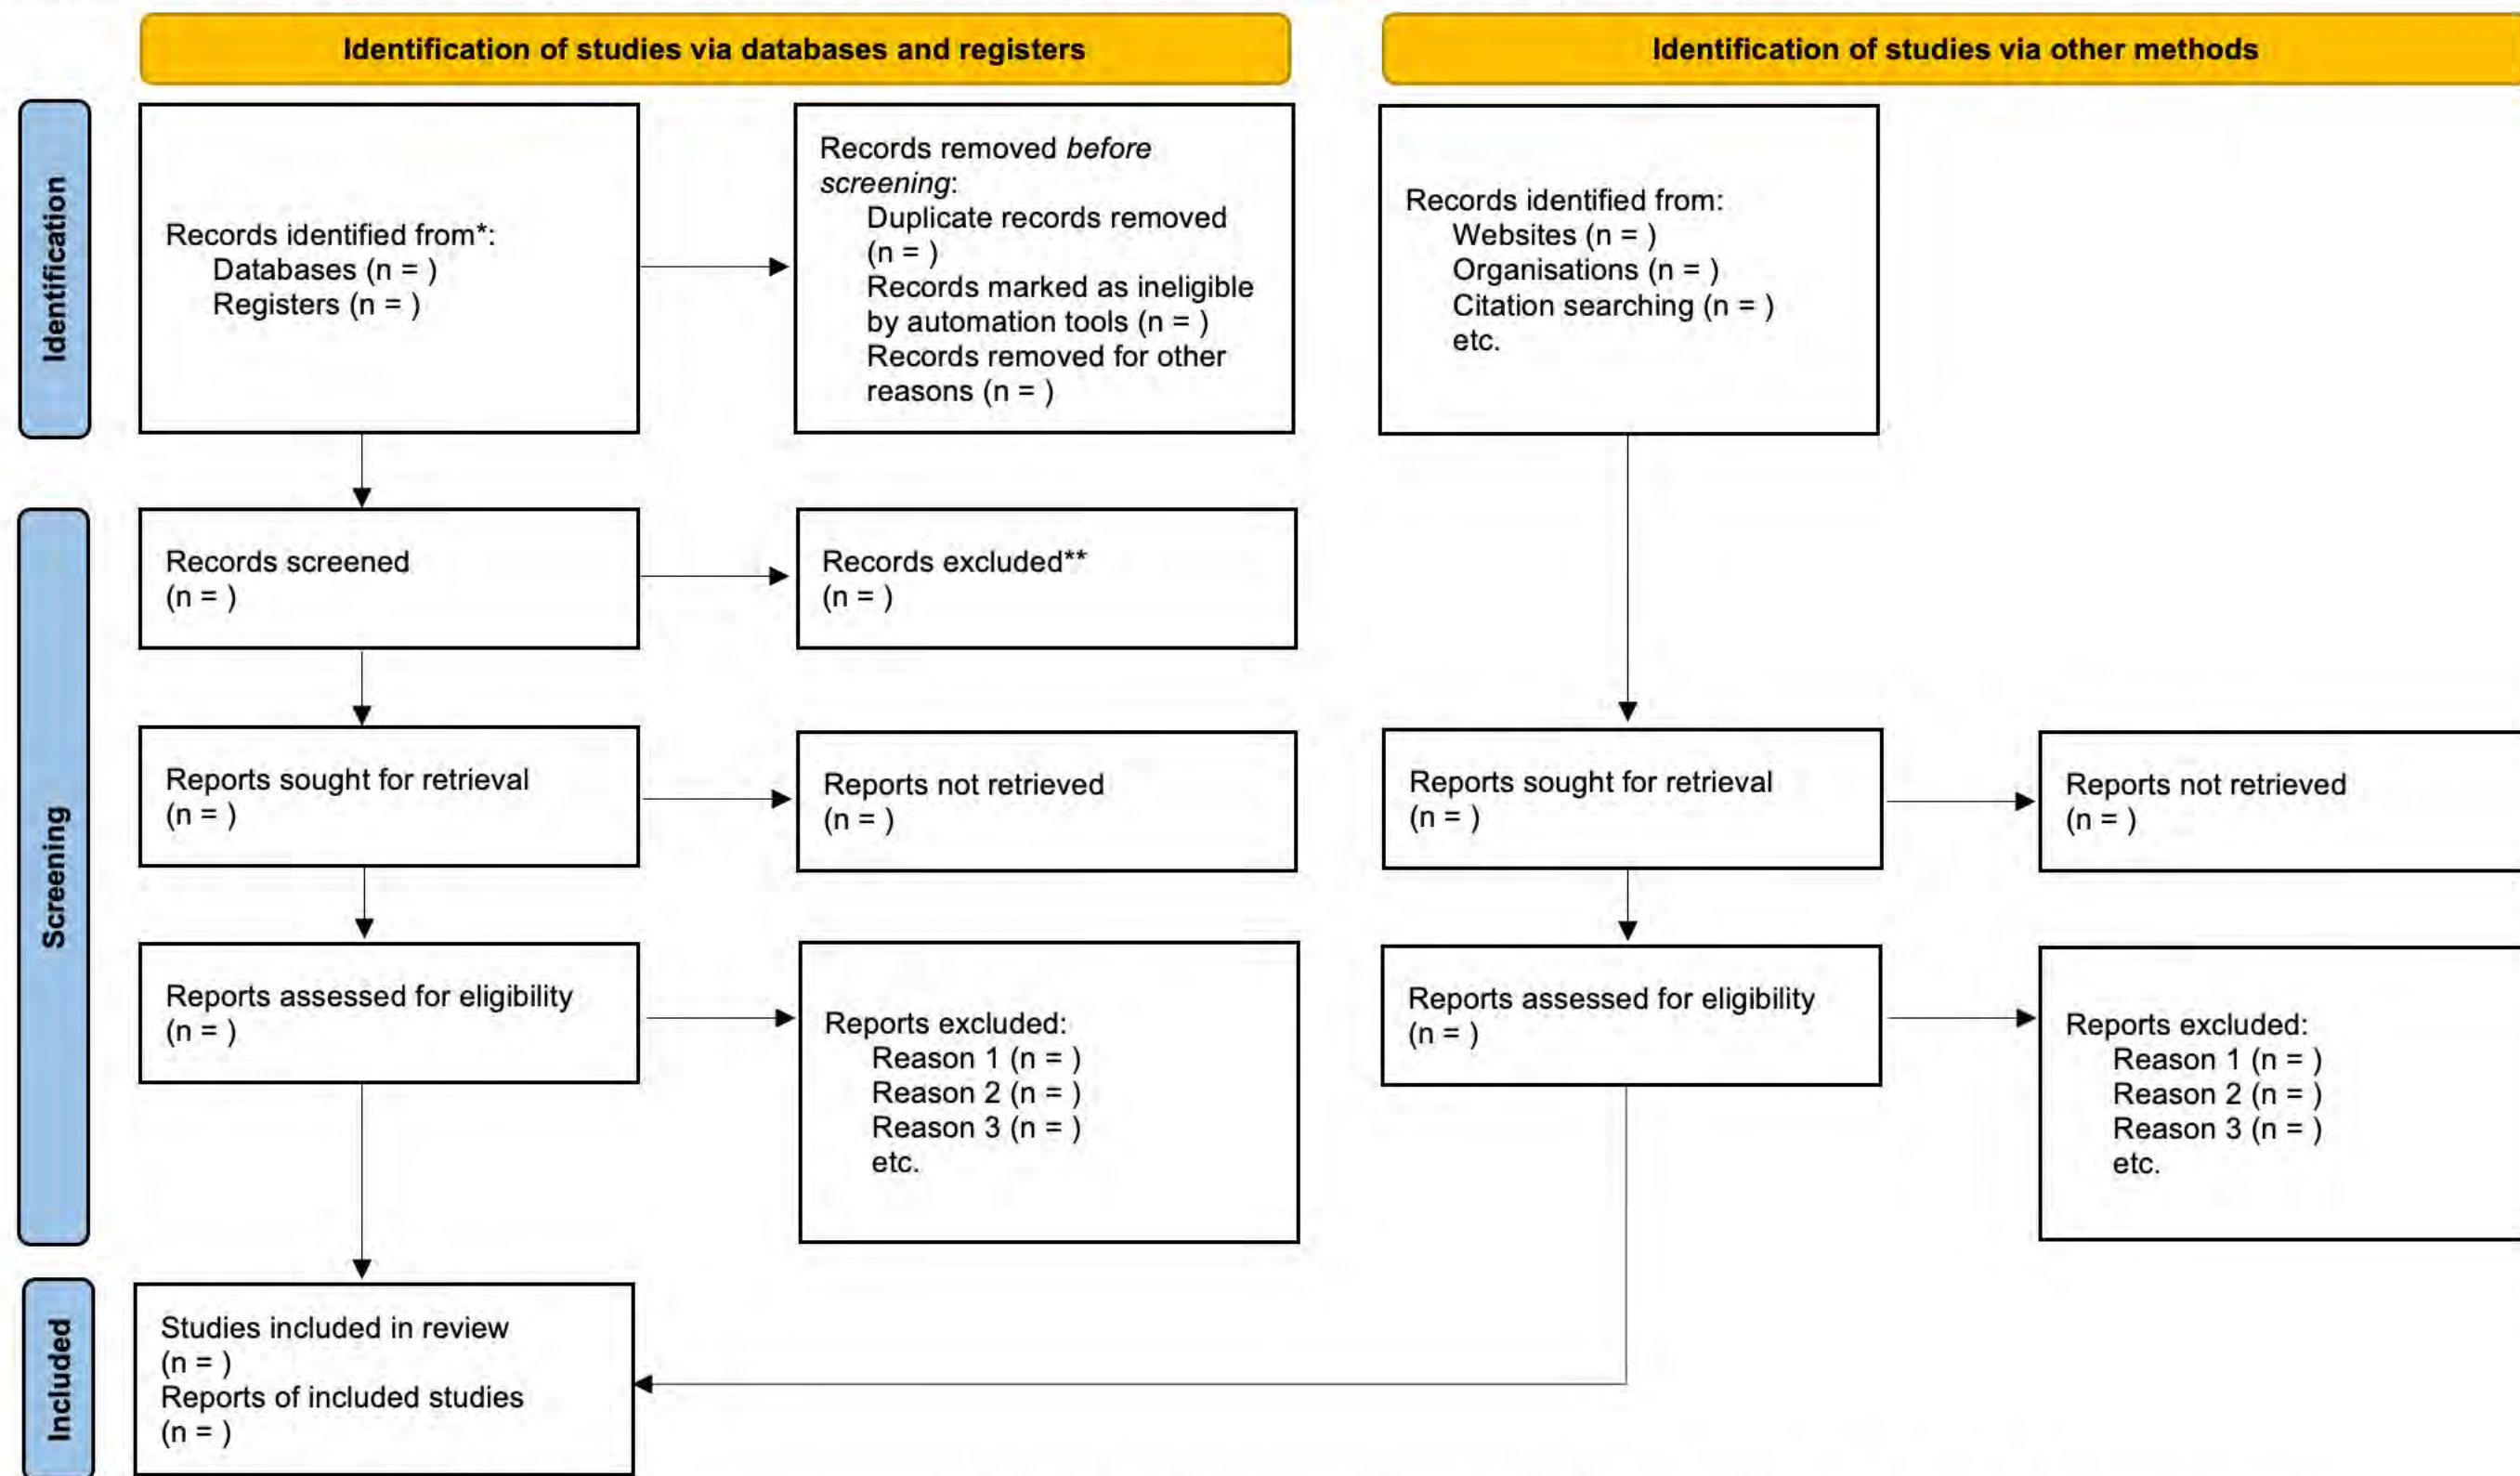 Identification of studies via databases and registers
Identification of studies via other methods
Identification
Records identified from*:
Databases (n = )
Registers (n = )
Records removed before
screening:
Duplicate records removed
(n = )
Records marked as ineligible
by automation tools (n = )
Records removed for other
reasons (n = )
Records identified from:
Websites (n = )
Organisations (n = )
Citation searching (n = )
etc.
Screening
Records screened
(n = )
Records excluded**
(n = )
Reports sought for retrieval
(n = )
Reports not retrieved
(n = )
Reports sought for retrieval
(n = )
Reports not retrieved
(n = )
Reports assessed for eligibility
(n = )
Reports excluded:
Reason 1 (n = )
Reason 2 (n = )
Reason 3 (n = )
etc.
Reports assessed for eligibility
(n = )
Reports excluded:
Reason 1 (n = )
Reason 2 (n = )
Reason 3 (n = )
etc.
Included
Studies included in review
(n = )
Reports of included studies
(n = )